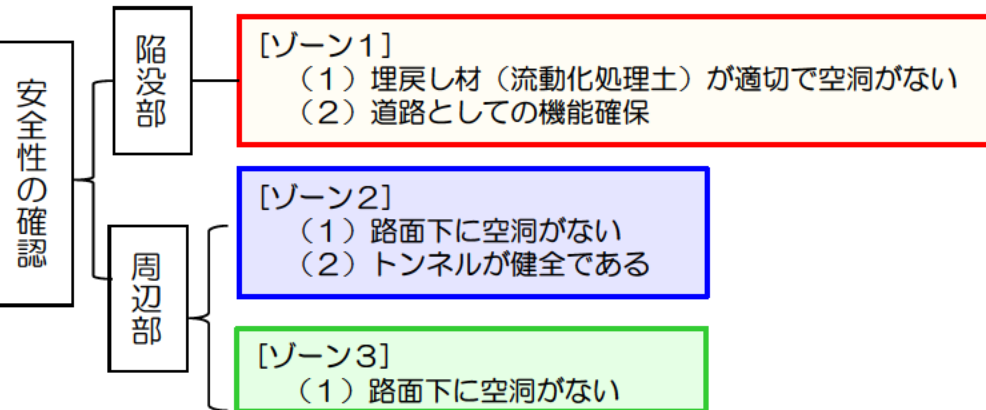 安全性の確認
陥没部
[ゾーン1]
（1）埋戻し材（流動化処理土）が適切で空洞がない
（2）道路としての機能確保
周辺部
[ゾーン2]
（1）路面下に空洞がない
（2）トンネルが健全である
[ゾーン3]
（1）路面下に空洞がない